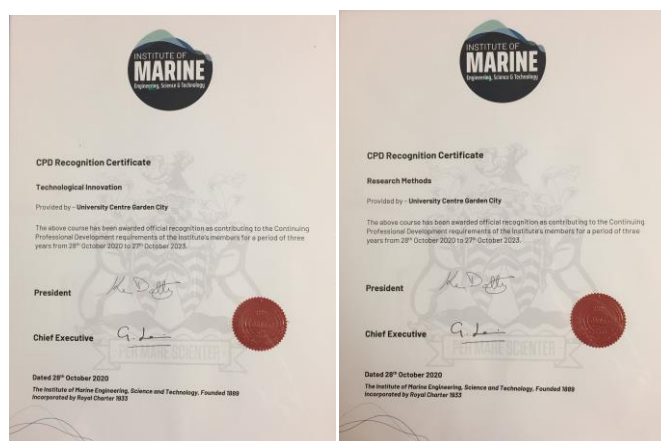 INSTITUTE OF
MARINE
Engineering, Science & Technology
CPD Recognition Certificate
Technological Innovation
Provided by - University Centre Garden City
The above course has been awarded official recognition as contributing to the Continuing
Professional Development requirements of the Institute's members for a period of three
years from 28th October 2020 to 27th October 2023.
President
Chief Executive
PER MARE SCIENTER
Dated 28th October 2020
The Institute of Marine Engineering, Science and Technology, Founded 1889
Incorporated by Royal Charter 1933
INSTITUTE OF
MARINE
Engineering, Science & Technology
CPD Recognition Certificate
Research Methods
Provided by - University Centre Garden City
The above course has been awarded official recognition as contributing to the Continuing
Professional Development requirements of the Institute's members for a period of three
years from 28th October 2020 to 27th October 2023.
President
Chief Executive
PER MARE SCIENTER
Dated 28th October 2020
The Institute of Marine Engineering, Science and Technology, Founded 1889
Incorporated by Royal Charter 1933